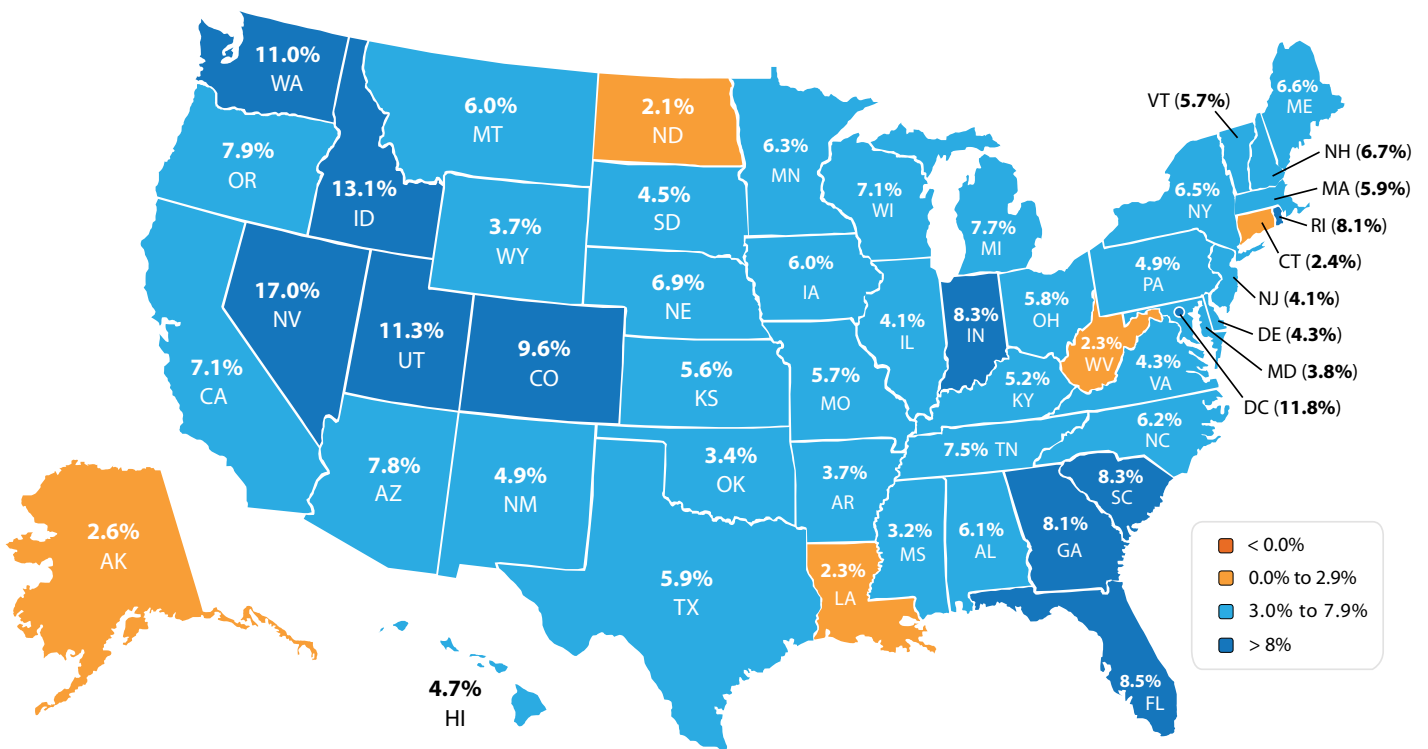 11.0%
WA
7.9%
OR
13.1%
ID
6.0%
MT
2.1%
ND
6.3%
MN
7.1%
WI
7.7%
MI
6.5%
NY
6.6%
ME
VT (5.7%)
NH (6.7%)
MA (5.9%)
RI (8.1%)
CT (2.4%)
NJ (4.1%)
DE (4.3%)
MD (3.8%)
DC (11.8%)
4.5%
SD
3.7%
WY
17.0%
NV
11.3%
UT
9.6%
CO
6.9%
NE
6.0%
IA
4.1%
IL
8.3%
IN
5.8%
OH
4.9%
PA
2.3%
WV
4.3%
VA
7.1%
CA
5.6%
KS
5.7%
MO
5.2%
KY
6.2%
NC
7.5% TN
7.8%
AZ
4.9%
NM
3.4%
OK
3.7%
AR
8.3%
SC
3.2%
MS
6.1%
AL
8.1%
GA
2.6%
AK
5.9%
TX
2.3%
LA
8.5%
FL
4.7%
HI
< 0.0%
0.0% to 2.9%
3.0% to 7.9%
> 8%